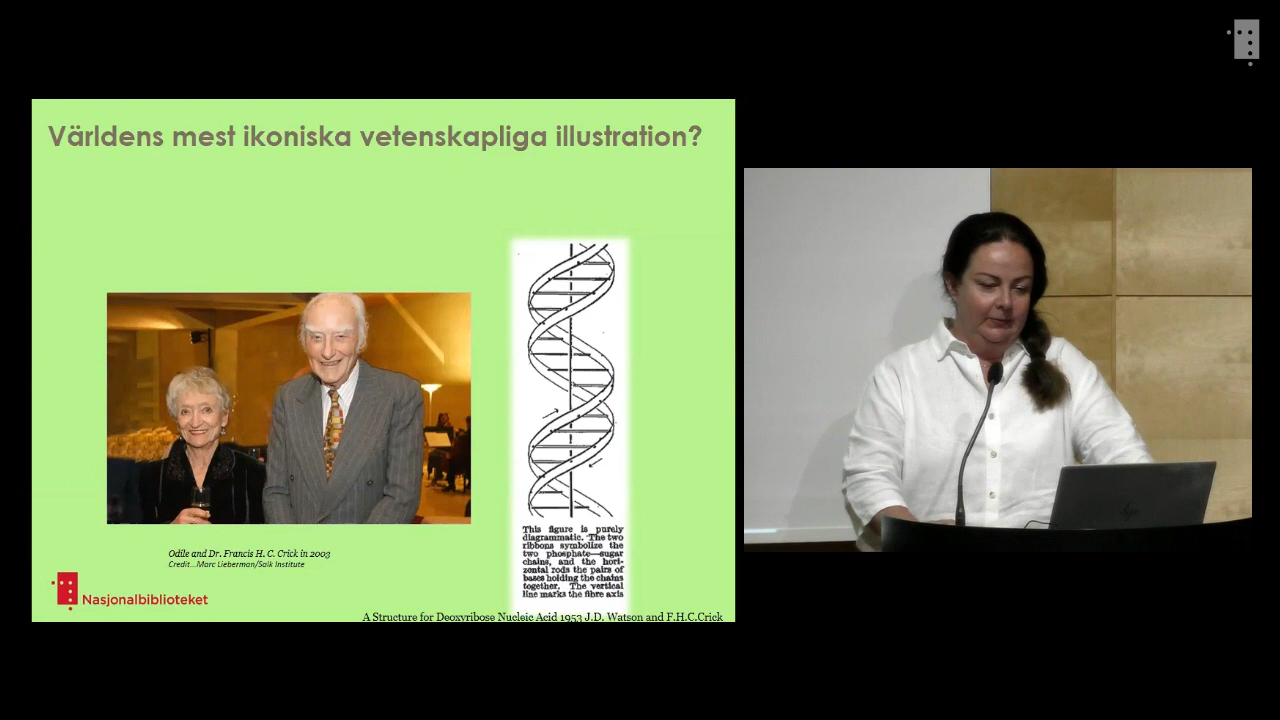 Världens mest ikoniska vetenskapliga illustration?
This figure is purely
diagrammatic. The two
ribbons symbolize the
two phosphate—sugar
chains, and the hori-
zontal rods the pairs of
bases holding the chains
together. The vertical
line marks the fibre axis
Odile and Dr. Francis H. C. Crick in 2003
Credit...Marc Lieberman/Salk Institute
Nasjonalbiblioteket
A Structure for Deoxyribose Nucleic Acid 1953 J.D. Watson and F.H.C.Crick